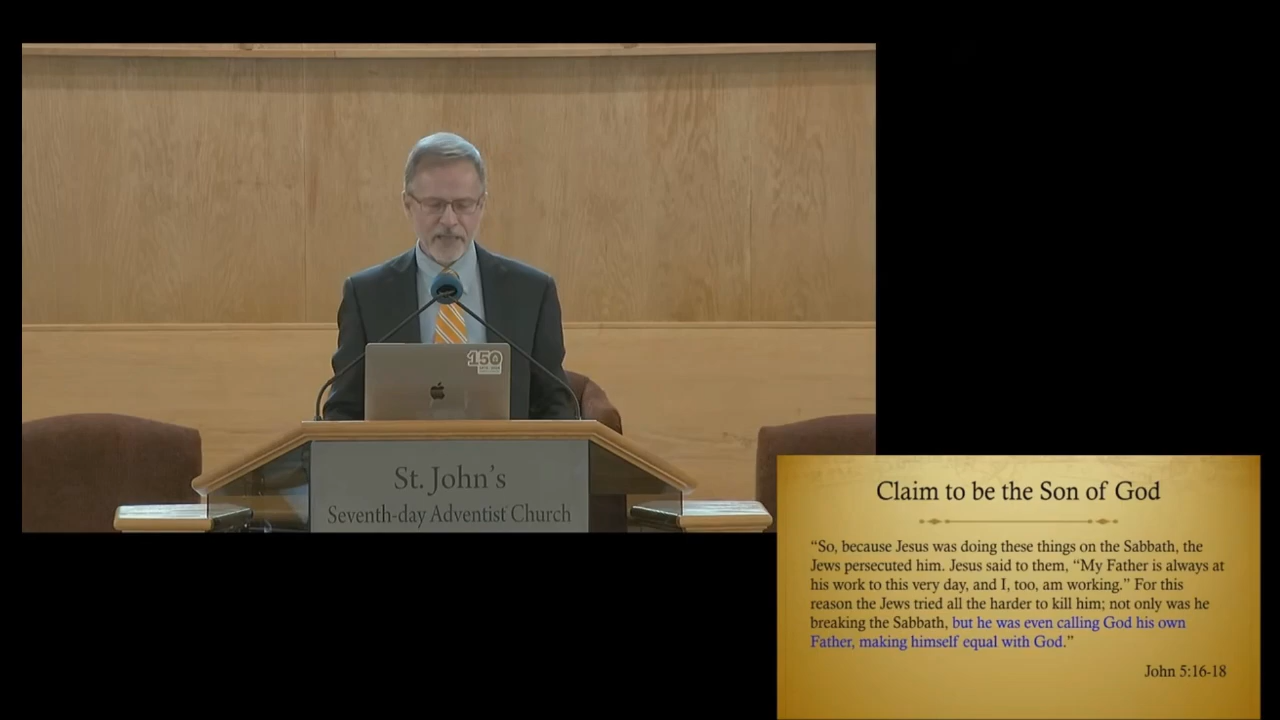 150
St. John's
Seventh-day Adventist Church
Claim to be the Son of God
“So, because Jesus was doing these things on the Sabbath, the
Jews persecuted him. Jesus said to them, “My Father is always at
his work to this very day, and I, too, am working.” For this
reason the Jews tried all the harder to kill him; not only was he
breaking the Sabbath, but he was even calling God his own
Father, making himself equal with God.”
John 5:16-18